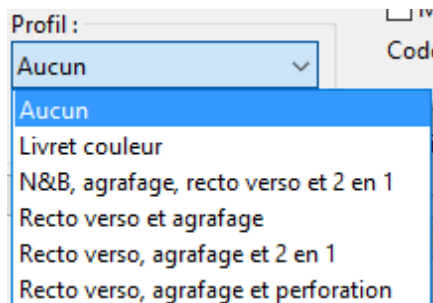 Profil :
Aucun
Aucun
Livret couleur
N&B, agrafage, recto verso et 2 en 1
Recto verso et agrafage
Recto verso, agrafage et 2 en 1
Recto verso, agrafage et perforation